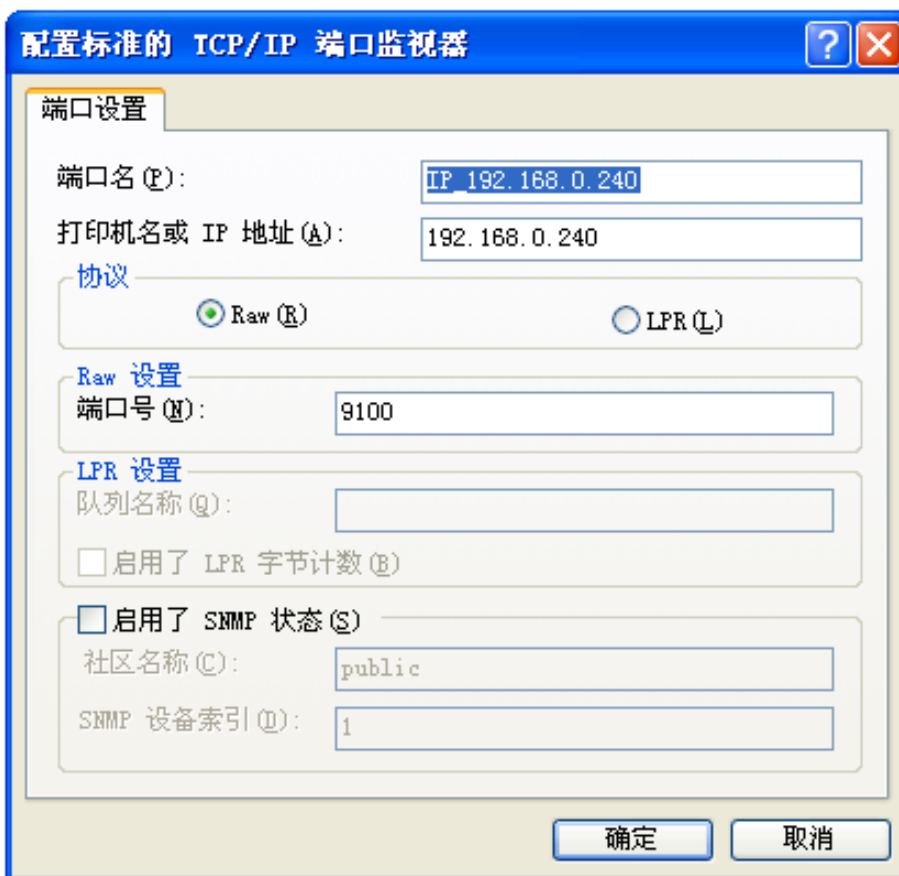 配置标准的 TCP/IP 端口监视器
端口设置
端口名(P): IP_192.168.0.240
打印机名或 IP 地址(A): 192.168.0.240
协议
Raw(R) LPR(L)
Raw 设置
端口号(N): 9100
LPR 设置
队列名称(Q):
启用了 LPR 字节计数(B)
启用了 SNMP 状态(S)
社区名称(C): public
SNMP 设备索引(D): 1
确定 取消